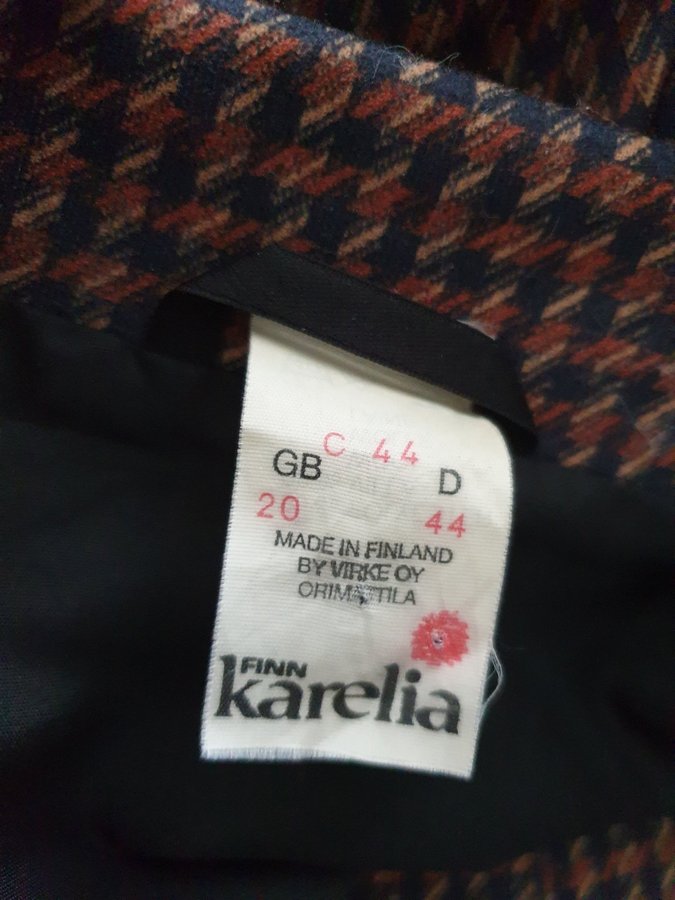 C 44
GB D
20 44
MADE IN FINLAND
BY VIRKE OY
ORIMATTILA
FINN
karelia